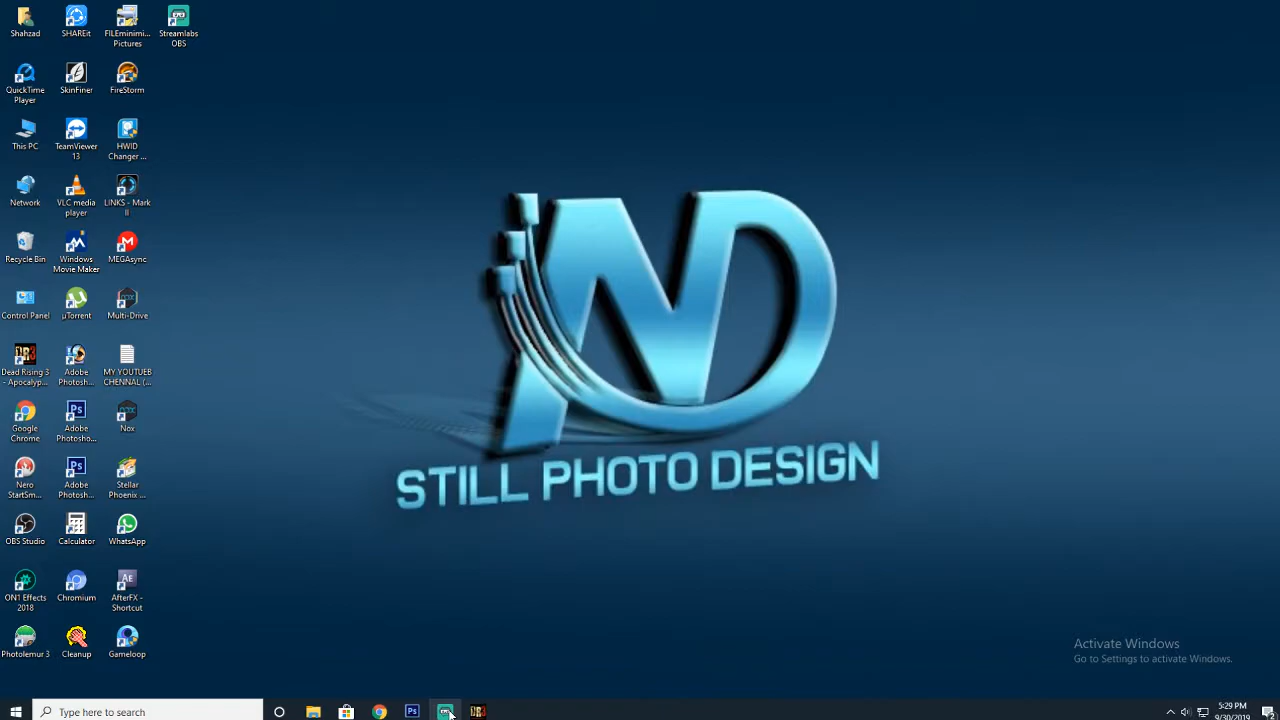 Shahzad
SHAREit
FILEminimi...
Pictures
Streamlabs
OBS
QuickTime
Player
SkinFiner
FireStorm
This PC
TeamViewer
13
HWID
Changer ...
Network
VLC media
player
LINKS - Mark
II
Recycle Bin
Windows
Movie Maker
MEGAsync
Control Panel
µTorrent
Multi-Drive
Dead Rising 3
- Apocalyp...
Adobe
Photosh...
MY YOUTUEB
CHENNAL (...
Google
Chrome
Adobe
Photosho...
Nox
Nero
StartSm...
Adobe
Photosh...
Stellar
Phoenix ...
OBS Studio
Calculator
WhatsApp
ON1 Effects
2018
Chromium
AfterFX -
Shortcut
Photolemur 3
Cleanup
Gameloop
ND
STILL PHOTO DESIGN
Activate Windows
Go to Settings to activate Windows.
Type here to search
5:29 PM
9/30/2019